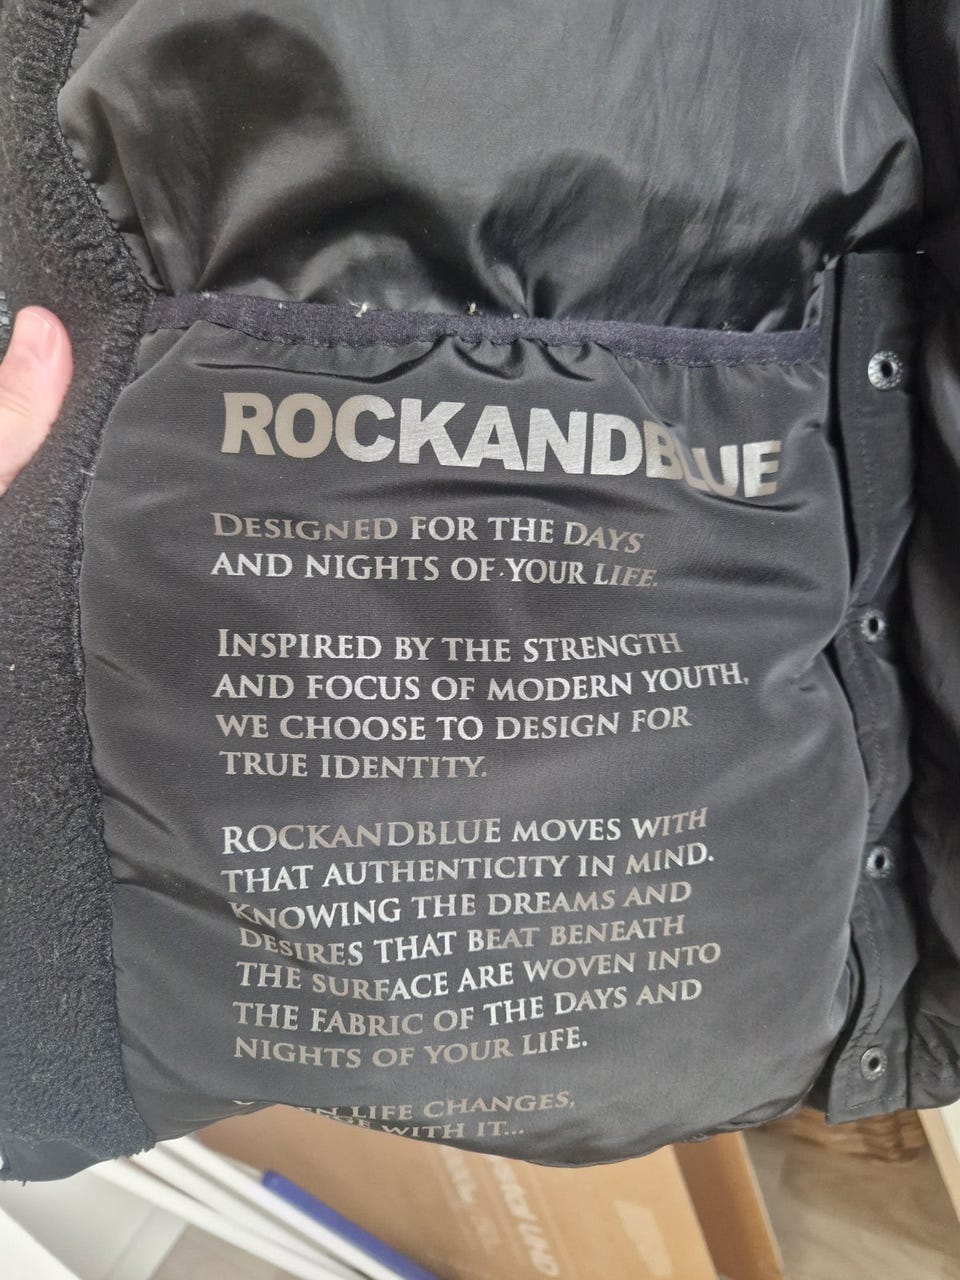 ROCKANDBLUE
DESIGNED FOR THE DAYS
AND NIGHTS OF YOUR LIFE.
INSPIRED BY THE STRENGTH
AND FOCUS OF MODERN YOUTH,
WE CHOOSE TO DESIGN FOR
TRUE IDENTITY.
ROCKANDBLUE MOVES WITH
THAT AUTHENTICITY IN MIND.
KNOWING THE DREAMS AND
DESIRES THAT BEAT BENEATH
THE SURFACE ARE WOVEN INTO
THE FABRIC OF THE DAYS AND
NIGHTS OF YOUR LIFE.
LIFE CHANGES,
WITH IT...